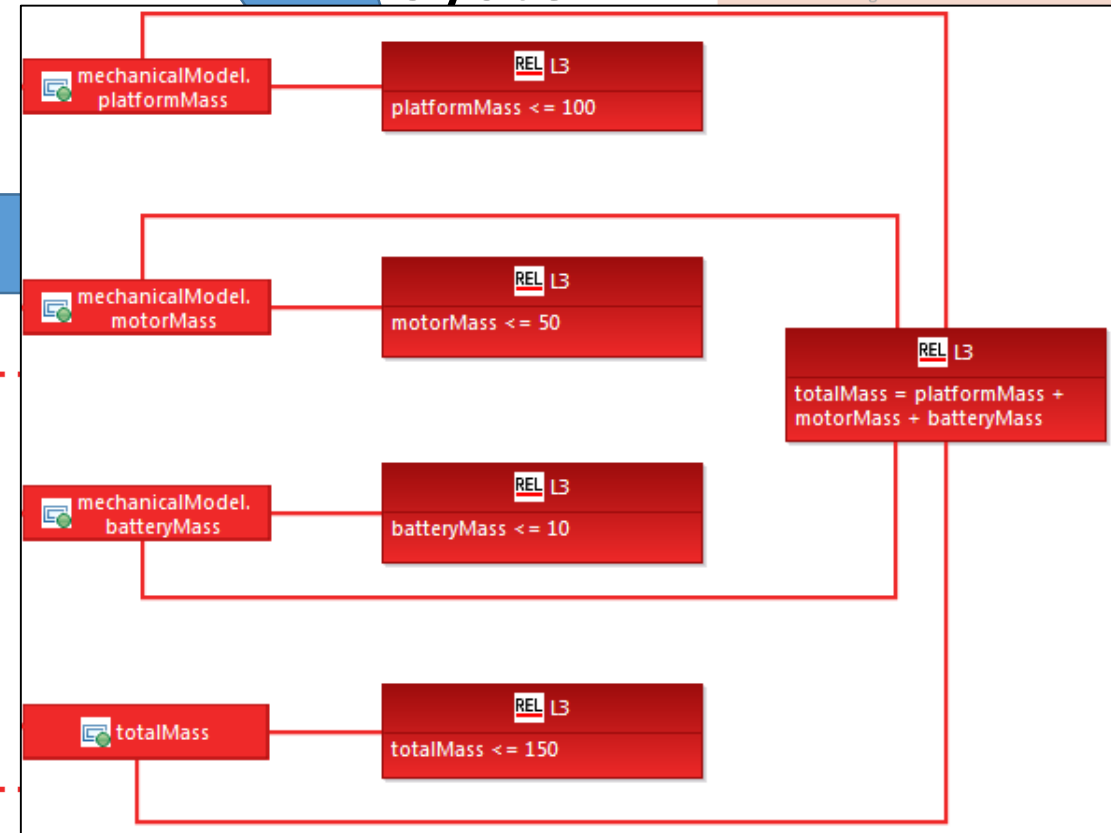 mechanicalModel.
platformMass
REL L3
platformMass <= 100
mechanicalModel.
motorMass
REL L3
motorMass <= 50
REL L3
totalMass = platformMass +
motorMass + batteryMass
mechanicalModel.
batteryMass
REL L3
batteryMass <= 10
totalMass
REL L3
totalMass <= 150